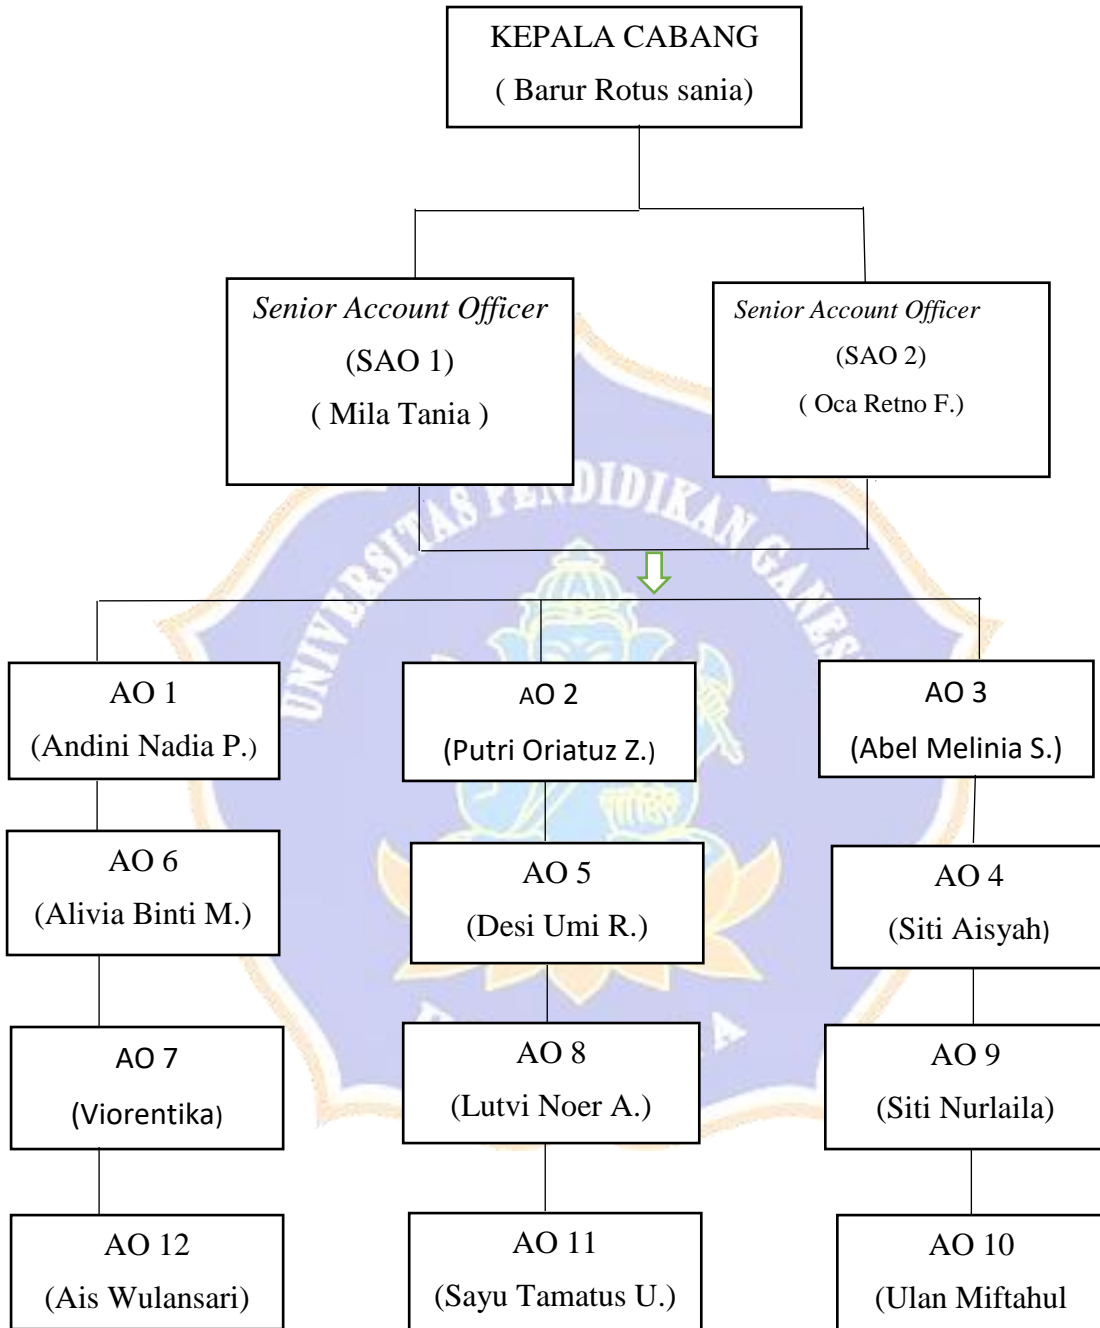 KEPALA CABANG
( Barur Rotus sania)
Senior Account Officer
(SAO 1)
( Mila Tania )
Senior Account Officer
(SAO 2)
( Oca Retno F.)
UNIVERSITAS PENDIDIKAN GANES
AO 1
(Andini Nadia P.)
AO 2
(Putri Oriatuz Z.)
AO 3
(Abel Melinia S.)
AO 6
(Alivia Binti M.)
AO 5
(Desi Umi R.)
AO 4
(Siti Aisyah)
AO 7
(Viorentika)
AO 8
(Lutvi Noer A.)
AO 9
(Siti Nurlaila)
AO 12
(Ais Wulansari)
AO 11
(Sayu Tamatus U.)
AO 10
(Ulan Miftahul